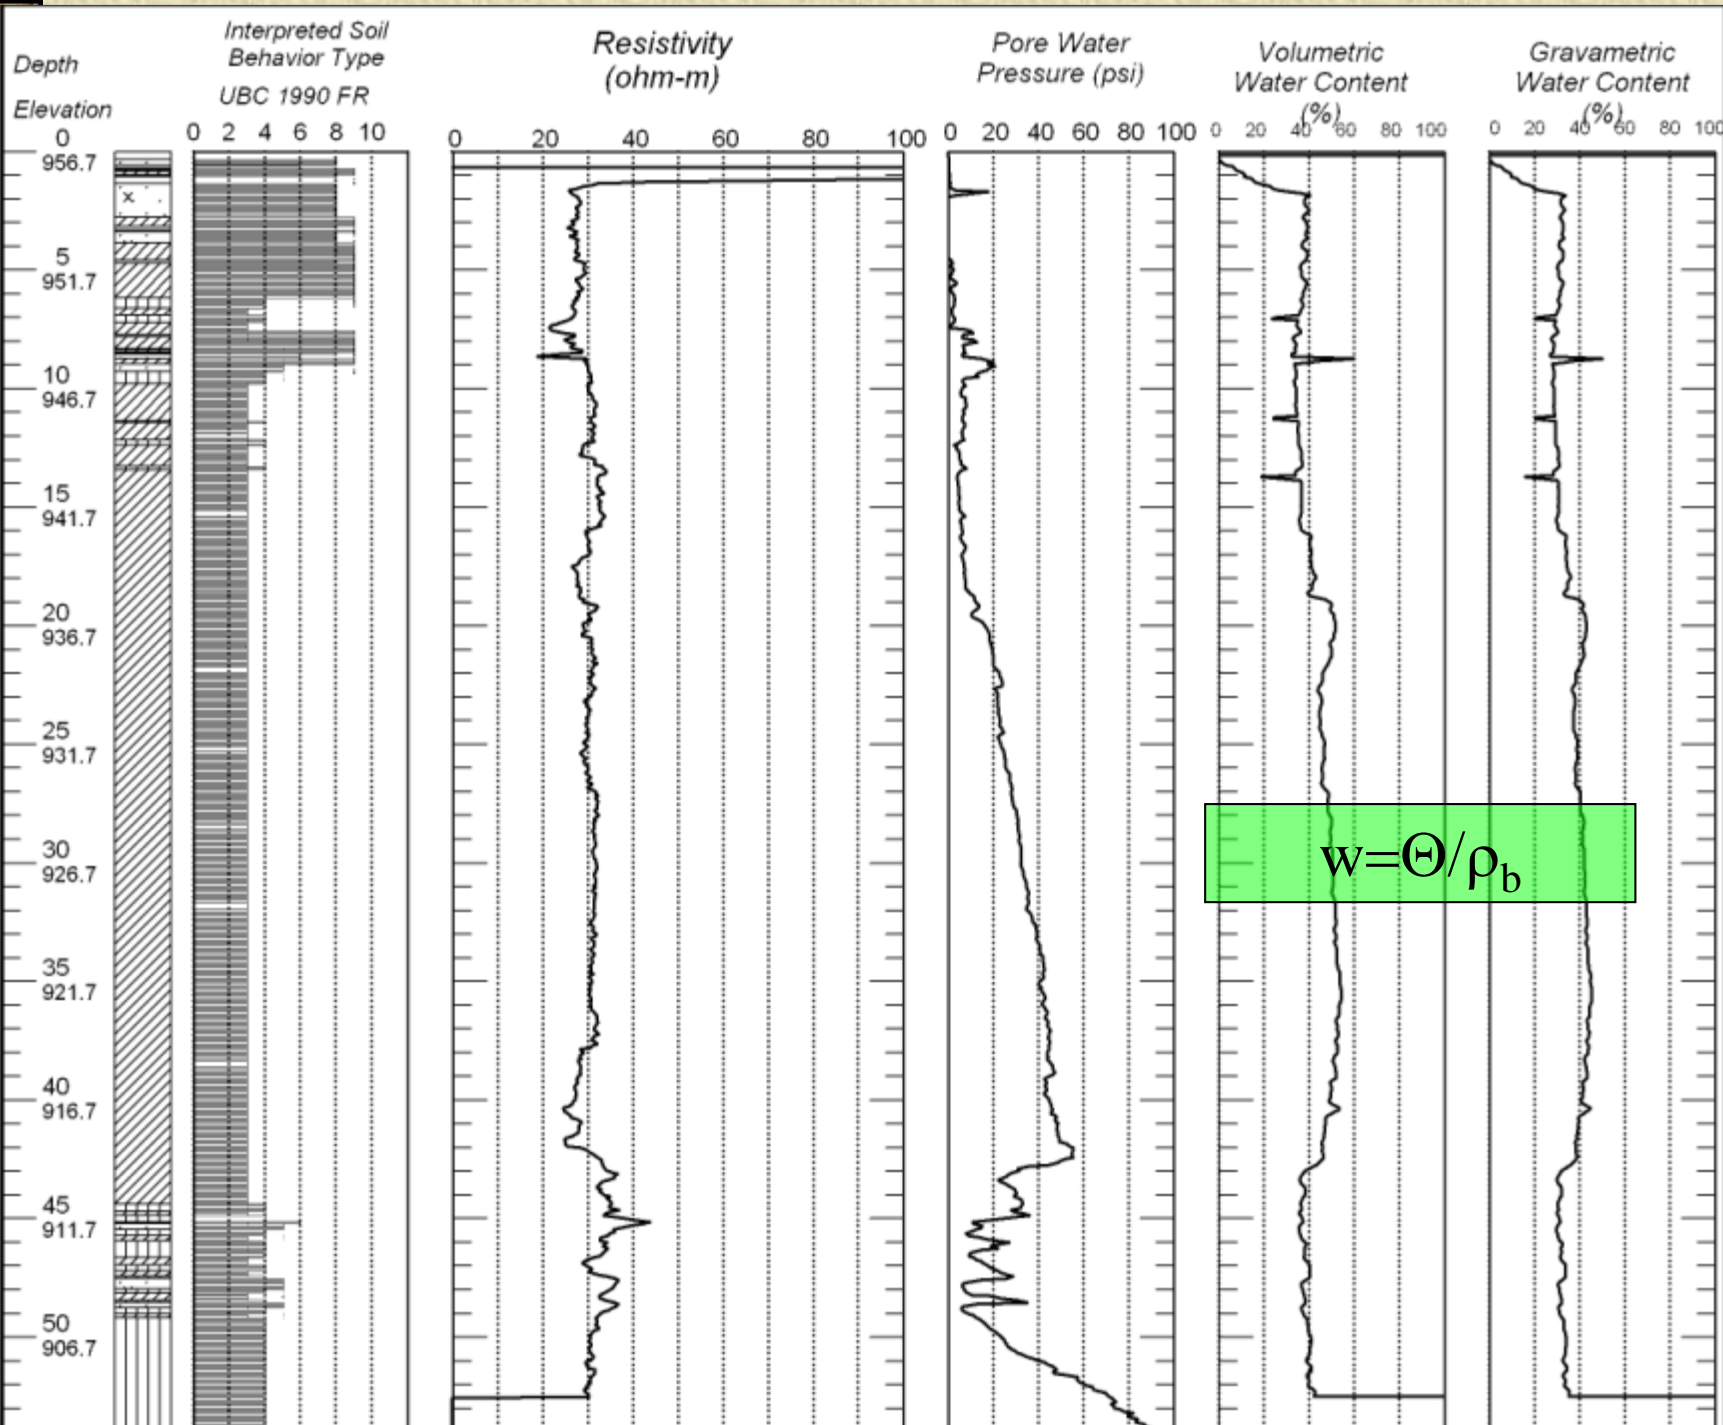 Interpreted Soil
Behavior Type
UBC 1990 FR
Resistivity
(ohm-m)
Pore Water
Pressure (psi)
Volumetric
Water Content
(%)
Gravametric
Water Content
(%)
Depth
Elevation
0 2 4 6 8 10
0 20 40 60 80 100
0 20 40 60 80 100
0 20 40 60 80 100
0 20 40 60 80 100
0
956.7
5
951.7
10
946.7
15
941.7
20
936.7
25
931.7
30
926.7
35
921.7
40
916.7
45
911.7
50
906.7
x
w=Θ/ρb